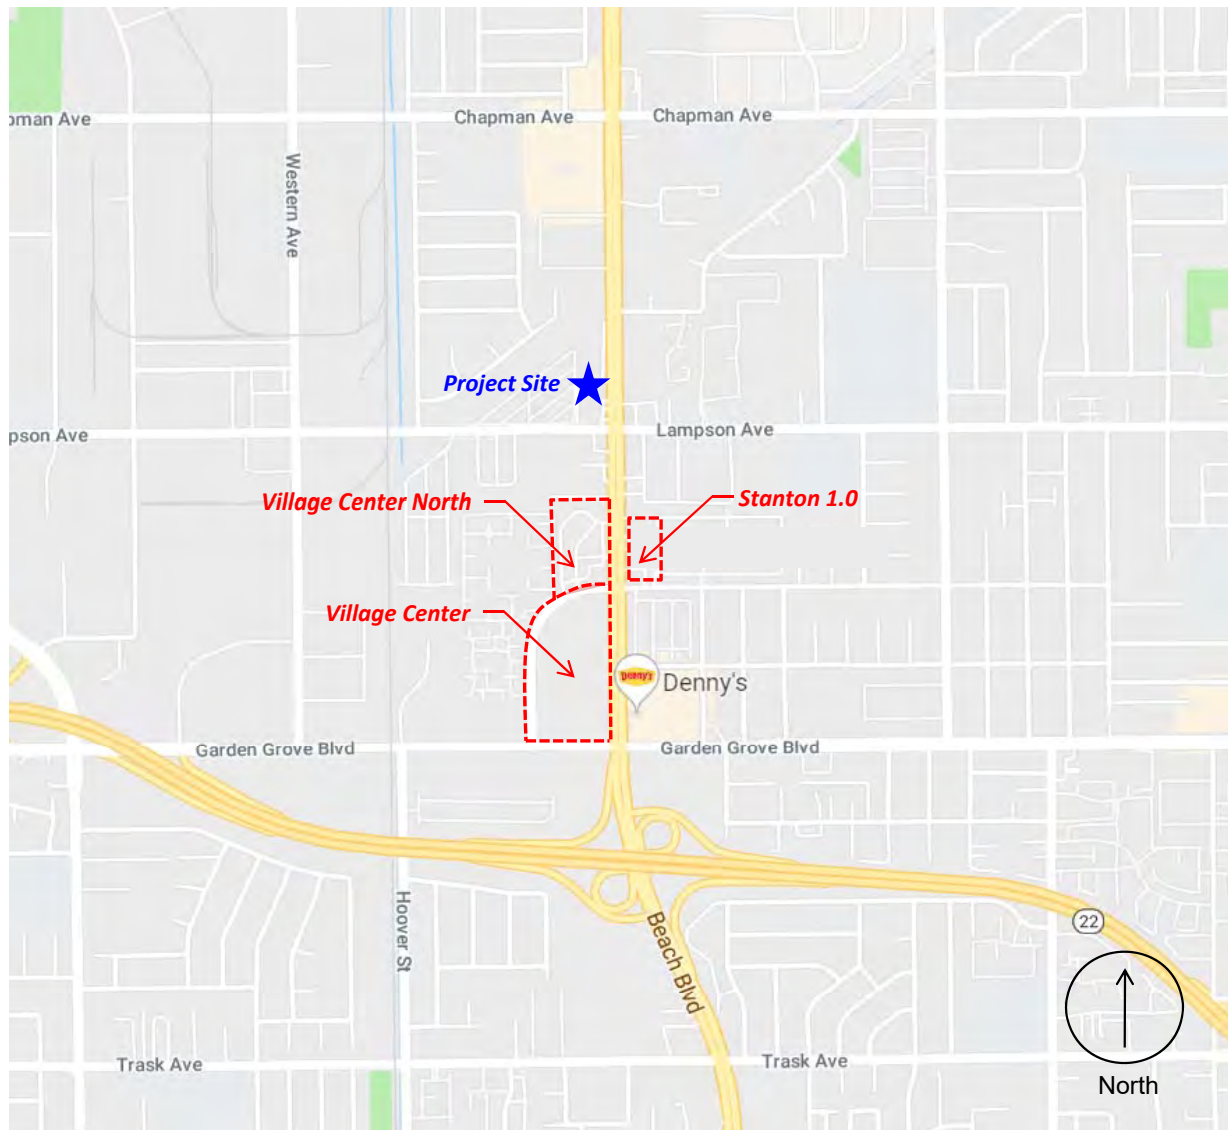 oman Ave
Chapman Ave
Chapman Ave
Western Ave
Project Site
pson Ave
Lampson Ave
Village Center North
Stanton 1.0
Village Center
Denny's
Denny's
Garden Grove Blvd
Garden Grove Blvd
Hoover St
Beach Blvd
22
Trask Ave
Trask Ave
North